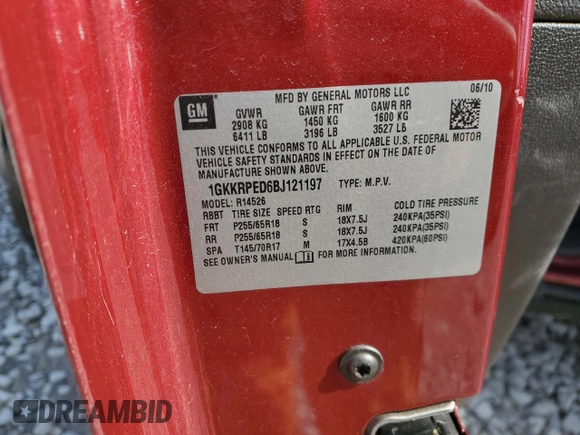 GM
MFD BY GENERAL MOTORS LLC 06/10
GVWR GAWR FRT GAWR RR
2908 KG 1450 KG 1600 KG
6411 LB 3196 LB 3527 LB
THIS VEHICLE CONFORMS TO ALL APPLICABLE U.S. FEDERAL MOTOR
VEHICLE SAFETY STANDARDS IN EFFECT ON THE DATE OF
MANUFACTURE SHOWN ABOVE.
1GKKRPED6BJ121197 TYPE: M.P.V.
MODEL: R14526
RBBT TIRE SIZE SPEED RTG RIM COLD TIRE PRESSURE
FRT P255/65R18 S 18X7.5J 240KPA(35PSI)
RR P255/65R18 S 18X7.5J 240KPA(35PSI)
SPA T145/70R17 M 17X4.5B 420KPA(60PSI)
SEE OWNER'S MANUAL FOR MORE INFORMATION.
DREAMBID